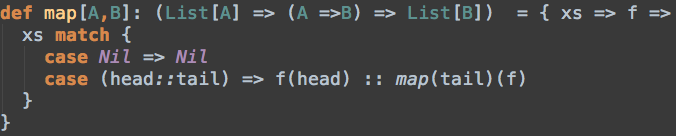 def map[A,B]: (List[A] => (A =>B) => List[B])  = { xs => f =>
  xs match {
    case Nil => Nil
    case (head::tail) => f(head) :: map(tail)(f)
  }
}